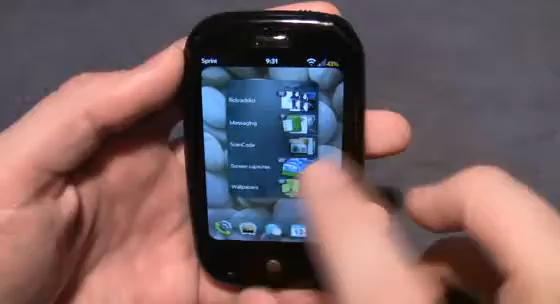 Sprint 9:31 43%
Messaging
ScanCode
Screen captures
Wallpapers